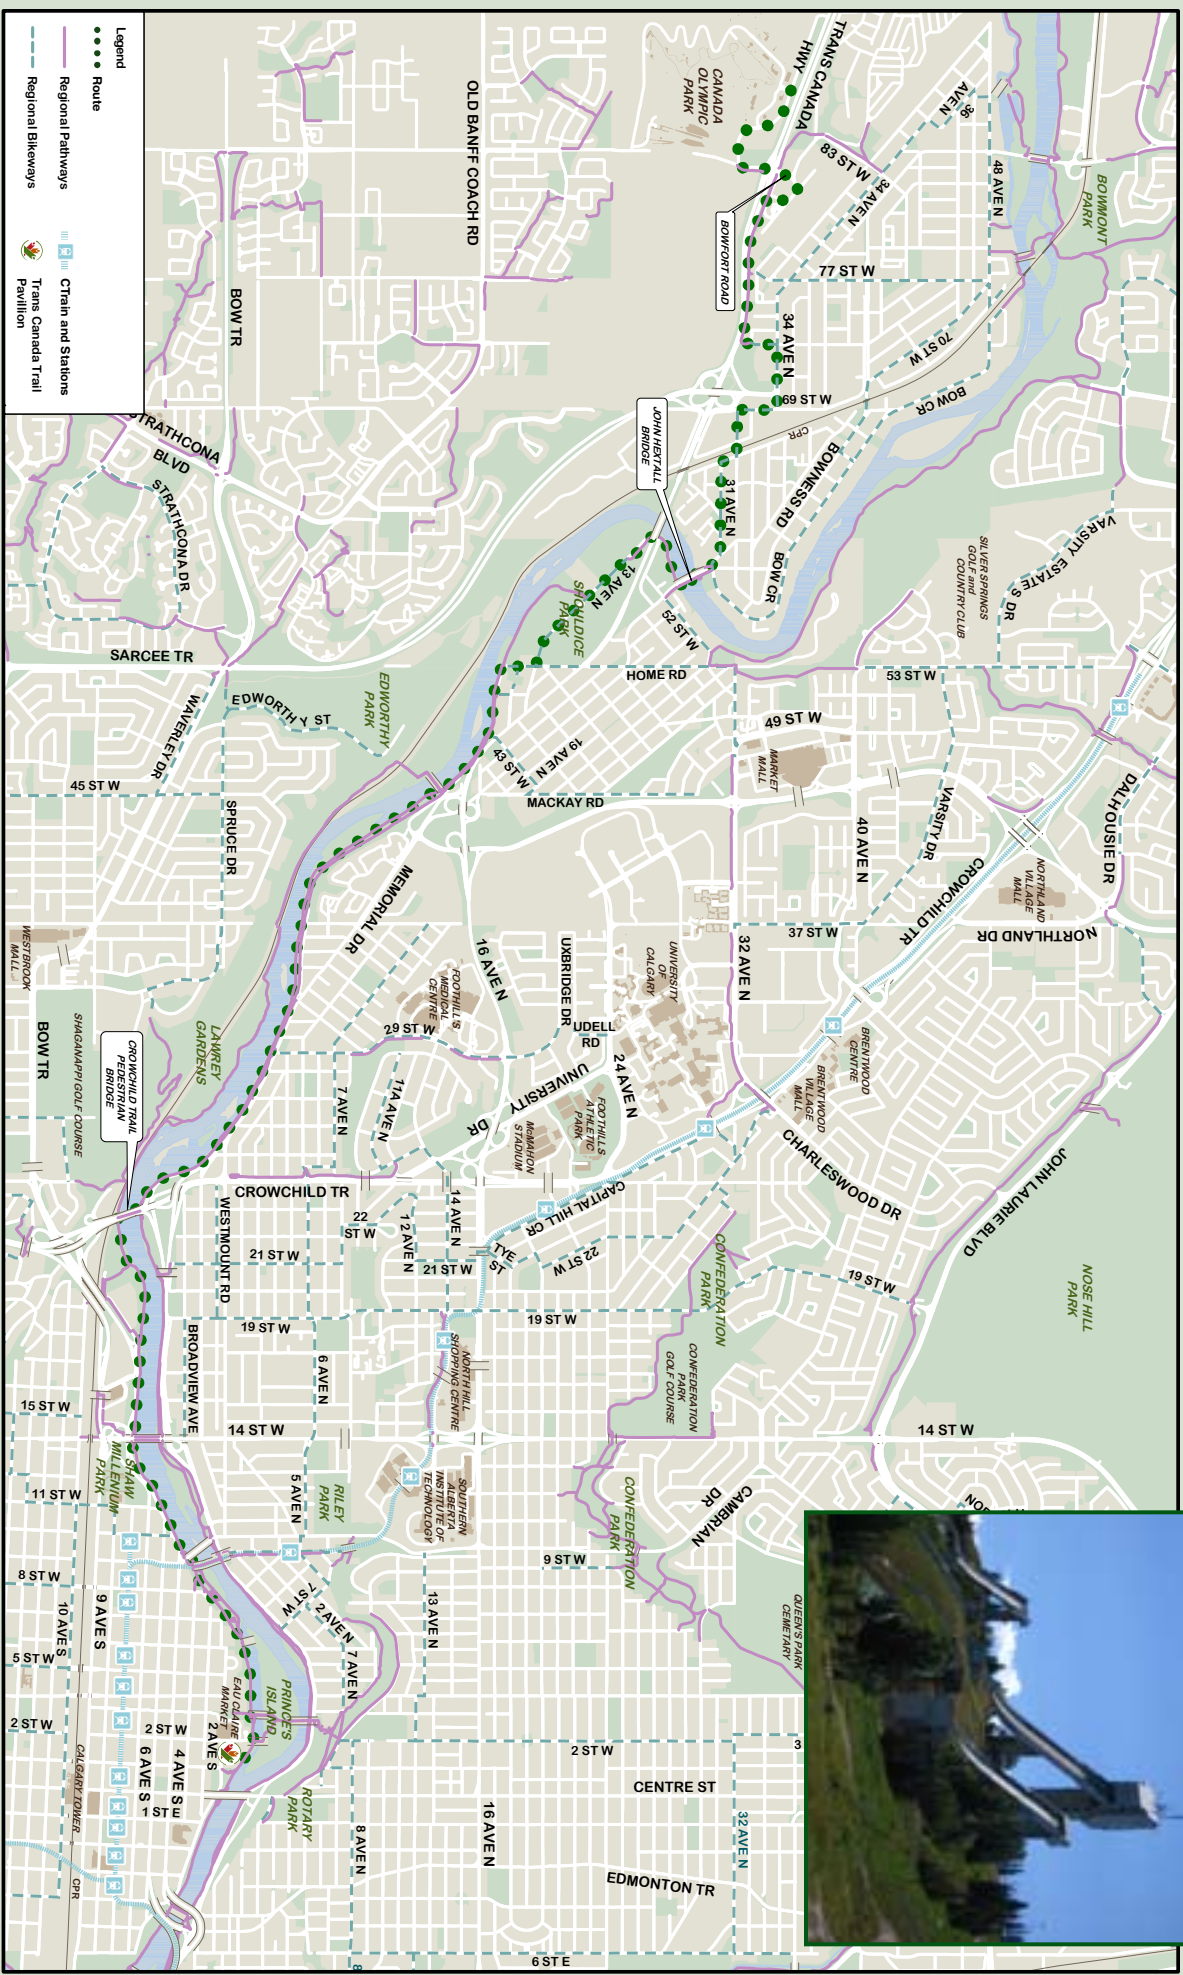 Legend
Route
Regional Pathways
Regional Bikeways
CTrain and Stations
Trans Canada Trail
Pavilion
TRANS CANADA
HWY
CANADA
OLYMPIC
PARK
BOWFORT ROAD
OLD BANFF COACH RD
BOW TR
STRATHCONA
BLVD
STRATHCONA DR
36
AVE N
48 AVE N
83 ST W
34 AVE N
BOWMONT
PARK
77 ST W
34 AVE N
70 ST W
BOW CR
69 ST W
CPR
BOWNESS RD
31 AVE N
BOW CR
JOHN HEXTALL
BRIDGE
VARSITY ESTATES DR
SILVER SPRINGS
GOLF and
COUNTRY CLUB
13 AVE N
SHOULDICE
PARK
52 ST W
HOME RD
53 ST W
SARCEE TR
EDWORTHY ST
EDWORTHY
PARK
WAVERLEY DR
45 ST W
SPRUCE DR
49 ST W
MARKET
MALL
19 AVE N
43 ST W
MACKAY RD
40 AVE N
VARSITY DR
DALHOUSIE DR
CROWCHILD TR
NORTHLAND
VILLAGE
MALL
NORTHLAND DR
37 ST W
32 AVE N
MEMORIAL DR
16 AVE N
UXBRIDGE DR
UNIVERSITY
OF
CALGARY
FOOTHILL'S
MEDICAL
CENTRE
UDELL
RD
29 ST W
24 AVE N
UNIVERSITY
DR
WESTBROOK
MALL
BOW TR
SHAGANAPPI GOLF COURSE
LAWREY
GARDENS
CROWCHILD TRAIL
PEDESTRIAN
BRIDGE
7 AVE N
11A AVE N
McMAHON
STADIUM
FOOTHILLS
ATHLETIC
PARK
BRENTWOOD
CENTRE
BRENTWOOD
VILLAGE
MALL
CHARLESWOOD DR
JOHN LAURIE BLVD
CROWCHILD TR
14 AVE N
CAPITAL HILL CR
WESTMOUNT RD
22
ST W
12 AVE N
21 ST W
21 ST W
TYE
ST
22 ST W
CONFEDERATION
PARK
19 ST W
NOSE HILL
PARK
19 ST W
19 ST W
BROADVIEW AVE
6 AVE N
NORTH HILL
SHOPPING CENTRE
CONFEDERATION
PARK
GOLF COURSE
15 ST W
14 ST W
14 ST W
SHAW
MILLENIUM
PARK
11 ST W
5 AVE N
RILEY
PARK
SOUTHERN
ALBERTA
INSTITUTE OF
TECHNOLOGY
CONFEDERATION
PARK
CAMBRIAN
DR
9 ST W
8 ST W
10 AVE S
9 AVE S
7 ST W
2 AVE N
7 AVE N
13 AVE N
QUEEN'S PARK
CEMETARY
5 ST W
2 ST W
2 ST W
EAU CLAIRE
MARKET
PRINCE'S
ISLAND
2 AVE S
4 AVE S
6 AVE S
1 ST E
CALGARY TOWER
ROTARY
PARK
2 ST W
3
CENTRE ST
8 AVE N
16 AVE N
32 AVE N
EDMONTON TR
CPR
6 ST E
8